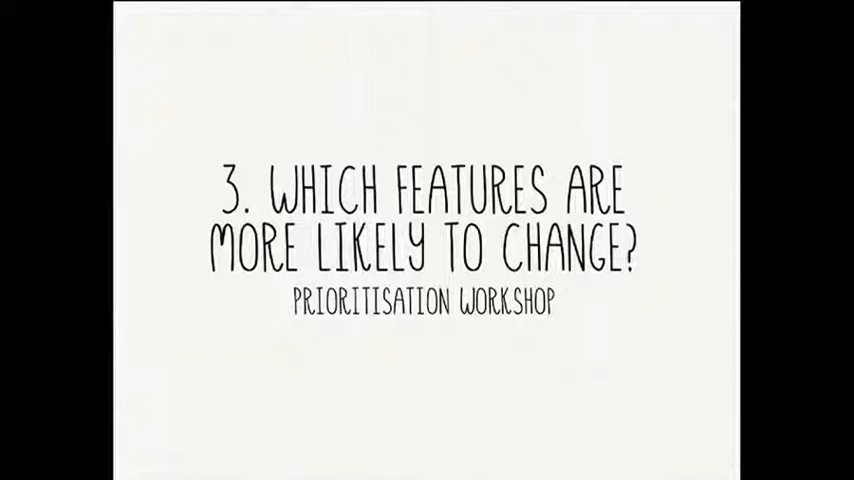 3. WHICH FEATURES ARE
MORE LIKELY TO CHANGE?
PRIORITISATION WORKSHOP